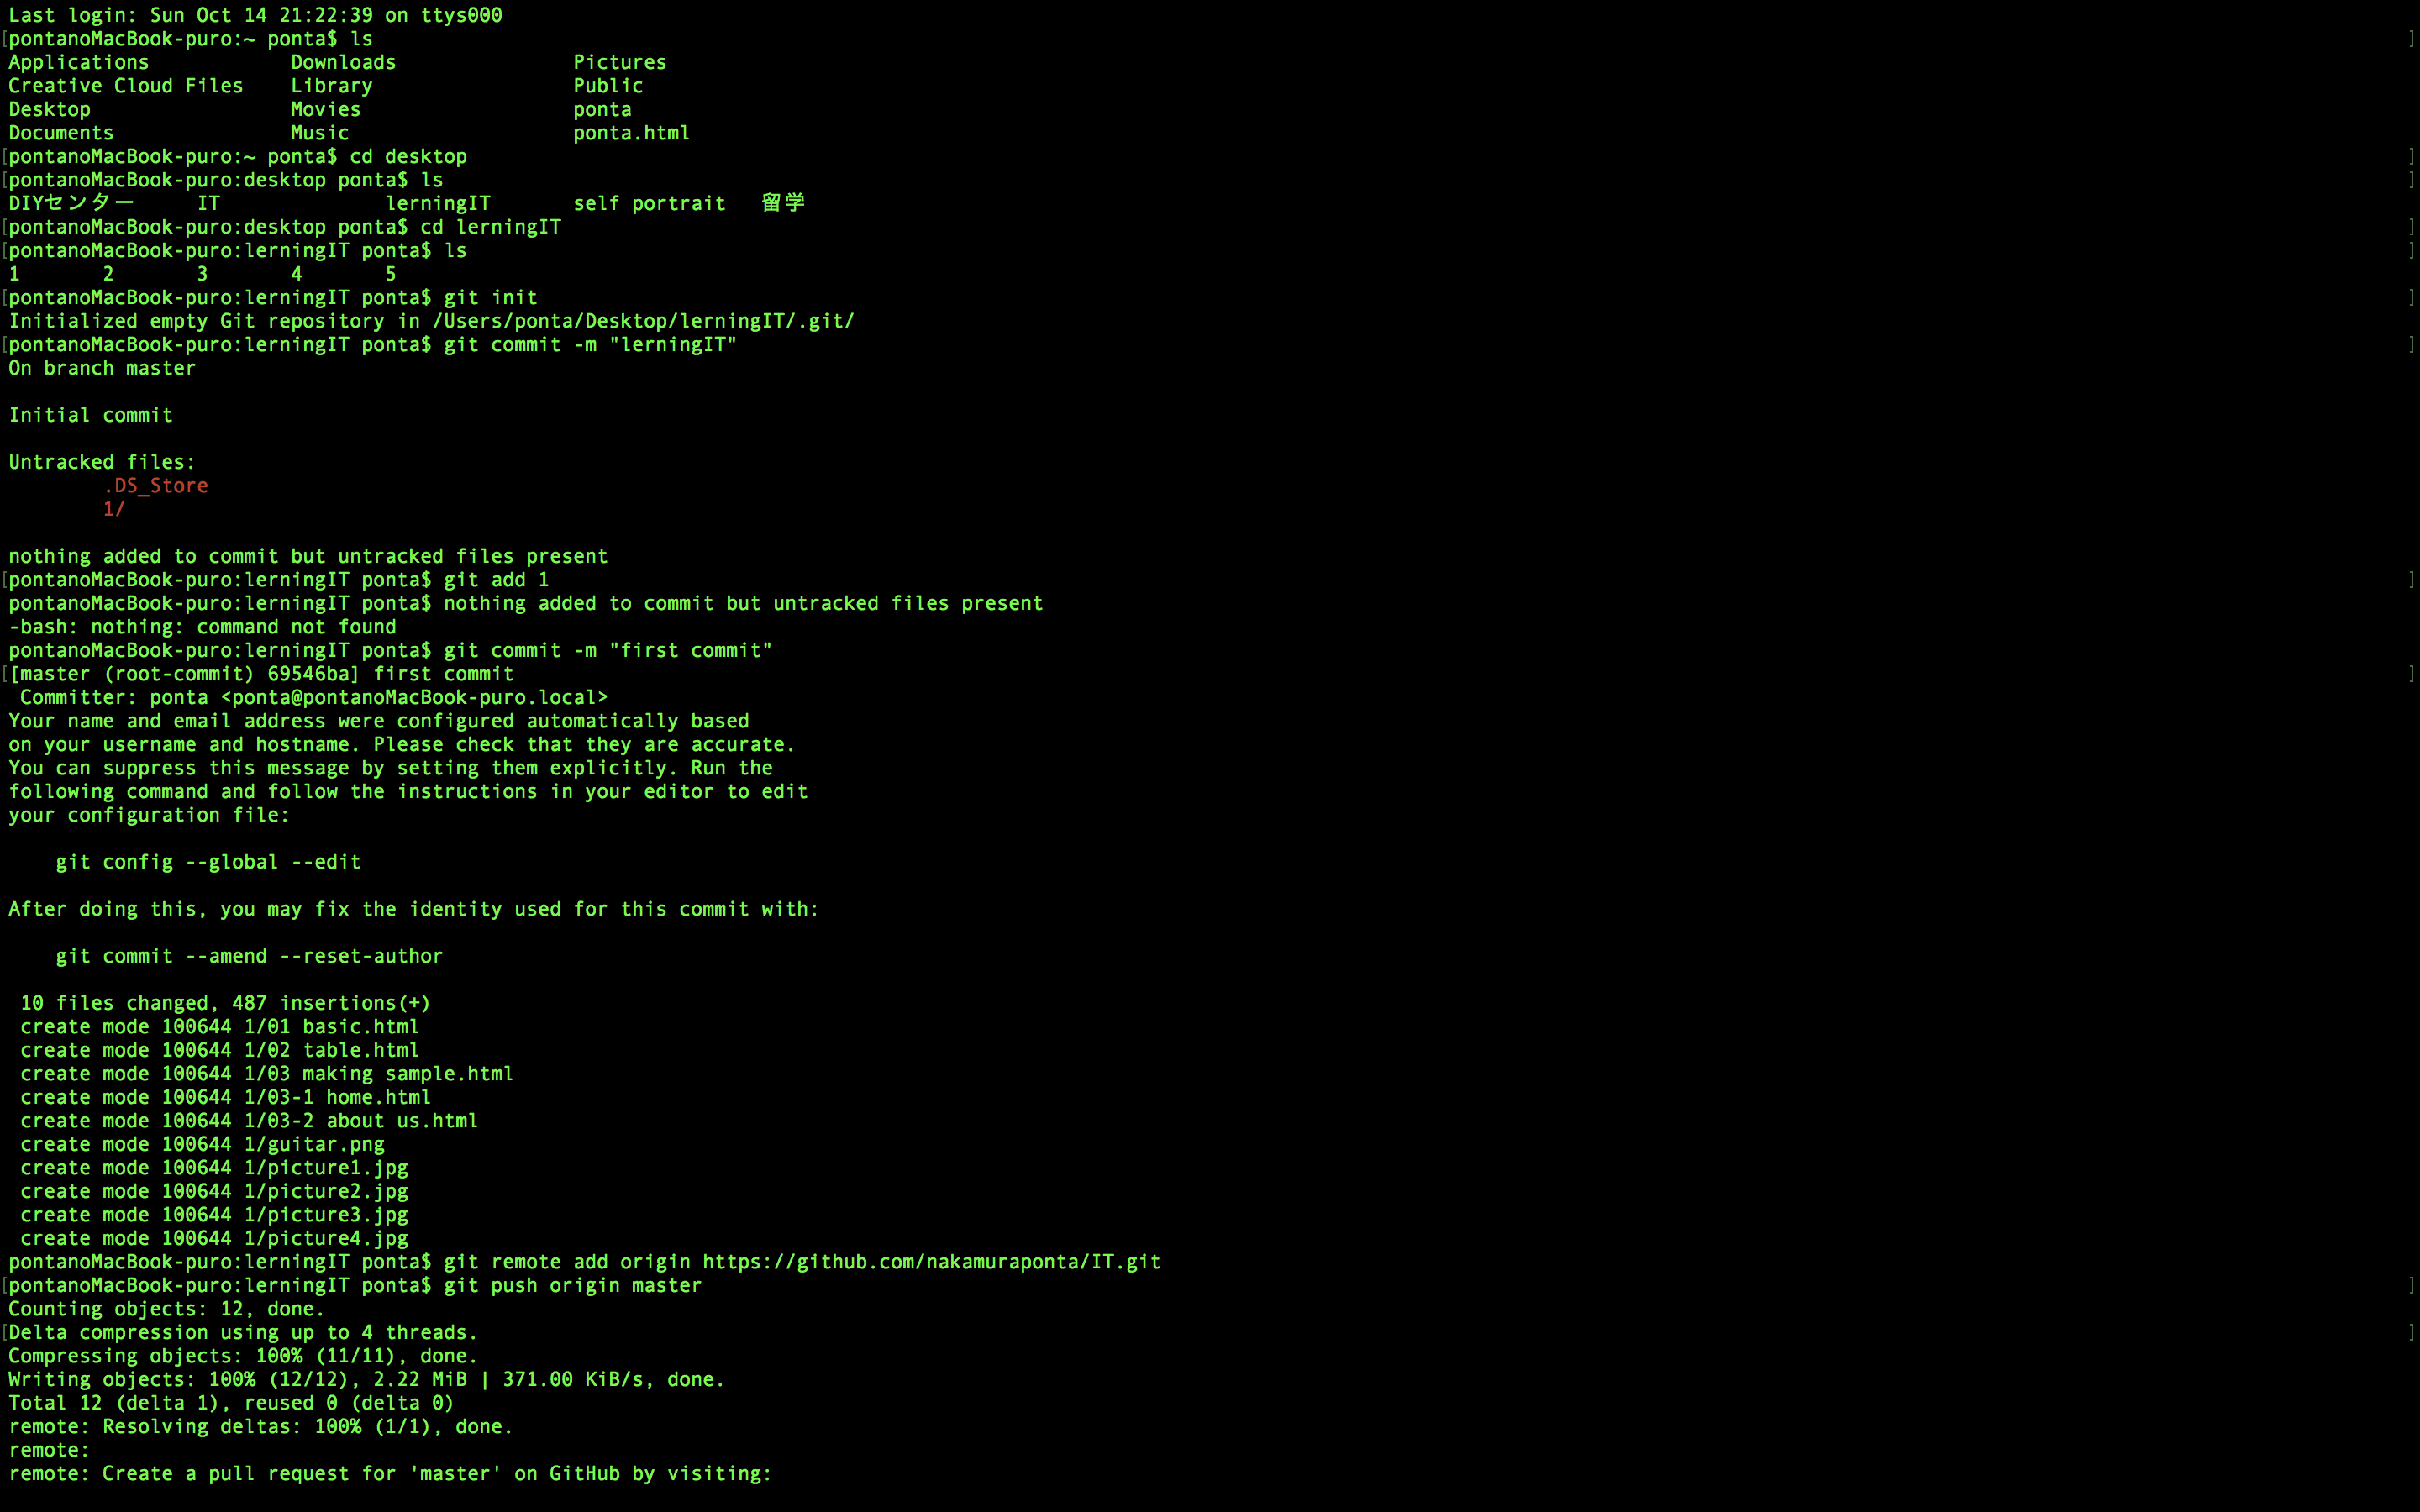 Last login: Sun Oct 14 21:22:39 on ttys000
[pontanoMacBook-puro:~ ponta$ ls ]
Applications Downloads Pictures
Creative Cloud Files Library Public
Desktop Movies ponta
Documents Music ponta.html
[pontanoMacBook-puro:~ ponta$ cd desktop ]
[pontanoMacBook-puro:desktop ponta$ ls ]
DIYセンター IT lerningIT self portrait 留学
[pontanoMacBook-puro:desktop ponta$ cd lerningIT ]
[pontanoMacBook-puro:lerningIT ponta$ ls ]
1 2 3 4 5
[pontanoMacBook-puro:lerningIT ponta$ git init ]
Initialized empty Git repository in /Users/ponta/Desktop/lerningIT/.git/
[pontanoMacBook-puro:lerningIT ponta$ git commit -m "lerningIT" ]
On branch master
Initial commit
Untracked files:
.DS_Store
1/
nothing added to commit but untracked files present
[pontanoMacBook-puro:lerningIT ponta$ git add 1 ]
pontanoMacBook-puro:lerningIT ponta$ nothing added to commit but untracked files present
-bash: nothing: command not found
pontanoMacBook-puro:lerningIT ponta$ git commit -m "first commit"
[[master (root-commit) 69546ba] first commit ]
Committer: ponta <ponta@pontanoMacBook-puro.local>
Your name and email address were configured automatically based
on your username and hostname. Please check that they are accurate.
You can suppress this message by setting them explicitly. Run the
following command and follow the instructions in your editor to edit
your configuration file:
git config --global --edit
After doing this, you may fix the identity used for this commit with:
git commit --amend --reset-author
10 files changed, 487 insertions(+)
create mode 100644 1/01 basic.html
create mode 100644 1/02 table.html
create mode 100644 1/03 making sample.html
create mode 100644 1/03-1 home.html
create mode 100644 1/03-2 about us.html
create mode 100644 1/guitar.png
create mode 100644 1/picture1.jpg
create mode 100644 1/picture2.jpg
create mode 100644 1/picture3.jpg
create mode 100644 1/picture4.jpg
pontanoMacBook-puro:lerningIT ponta$ git remote add origin https://github.com/nakamuraponta/IT.git
[pontanoMacBook-puro:lerningIT ponta$ git push origin master ]
Counting objects: 12, done.
[Delta compression using up to 4 threads. ]
Compressing objects: 100% (11/11), done.
Writing objects: 100% (12/12), 2.22 MiB | 371.00 KiB/s, done.
Total 12 (delta 1), reused 0 (delta 0)
remote: Resolving deltas: 100% (1/1), done.
remote:
remote: Create a pull request for 'master' on GitHub by visiting: